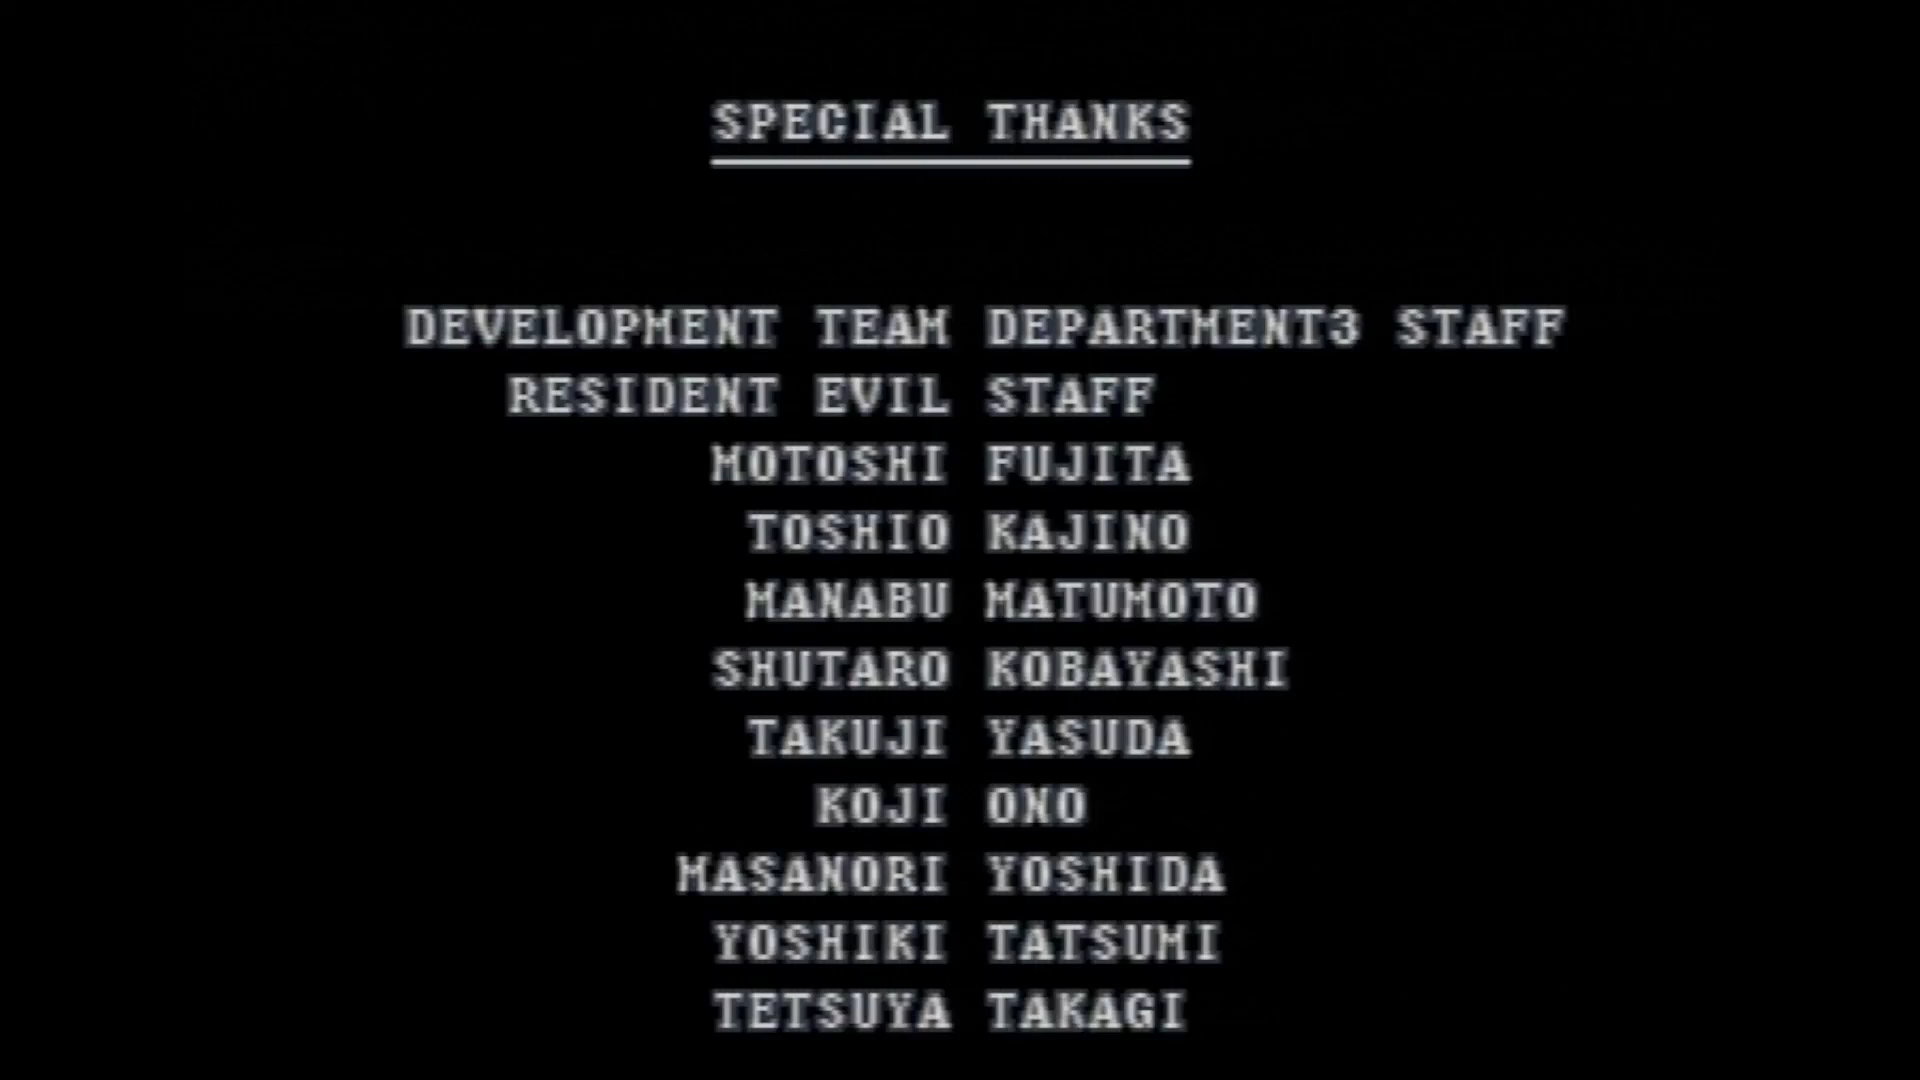 SPECIAL THANKS
DEVELOPMENT TEAM DEPARTMENT3 STAFF
RESIDENT EVIL STAFF
MOTOSHI FUJITA
TOSHIO KAJINO
MANABU MATUMOTO
SHUTARO KOBAYASHI
TAKUJI YASUDA
KOJI ONO
MASANORI YOSHIDA
YOSHIKI TATSUMI
TETSUYA TAKAGI